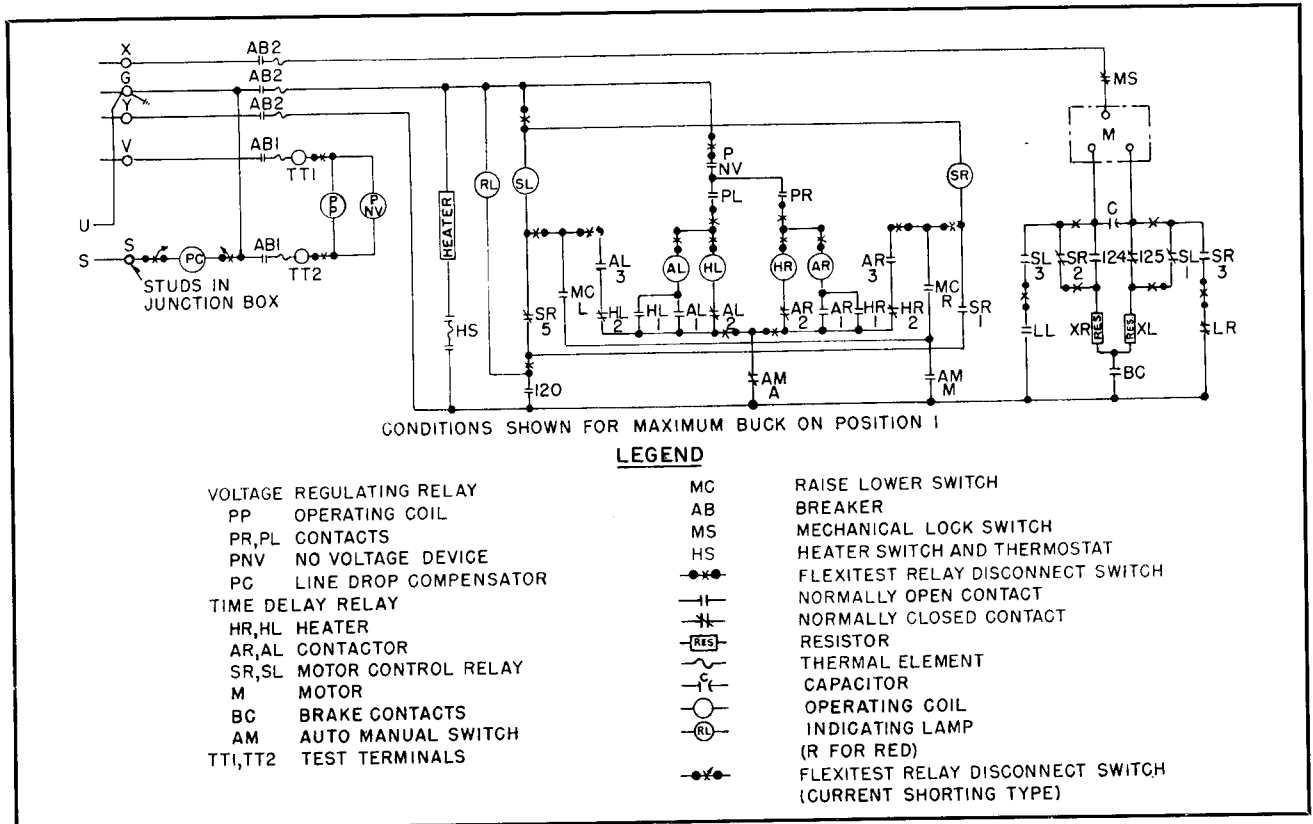 X AB2
G AB2
Y AB2
V AB1 TT1
U
S S PC AB1 TT2
STUDS IN
JUNCTION BOX
PP P NV
HEATER
HS
RL SL
P NV
PL PR
SR
MS
M
C
AL 3
MC L
AL HL HR AR
AR 3
MC R
SR 5
HL 2
HL 1
AL 1
AL 2
AR 2
AR 1
HR 1
HR 2
SR 1
120
AM A
AM M
SL 3
SR 2
124 125
SL 1
SR 3
LL XR RES RES XL LR
BC
CONDITIONS SHOWN FOR MAXIMUM BUCK ON POSITION 1
LEGEND
VOLTAGE REGULATING RELAY
PP OPERATING COIL
PR,PL CONTACTS
PNV NO VOLTAGE DEVICE
PC LINE DROP COMPENSATOR
TIME DELAY RELAY
HR,HL HEATER
AR,AL CONTACTOR
SR,SL MOTOR CONTROL RELAY
M MOTOR
BC BRAKE CONTACTS
AM AUTO MANUAL SWITCH
TT1,TT2 TEST TERMINALS
MC RAISE LOWER SWITCH
AB BREAKER
MS MECHANICAL LOCK SWITCH
HS HEATER SWITCH AND THERMOSTAT
FLEXITEST RELAY DISCONNECT SWITCH
NORMALLY OPEN CONTACT
NORMALLY CLOSED CONTACT
RES RESISTOR
THERMAL ELEMENT
C CAPACITOR
OPERATING COIL
RL INDICATING LAMP
(R FOR RED)
FLEXITEST RELAY DISCONNECT SWITCH
(CURRENT SHORTING TYPE)